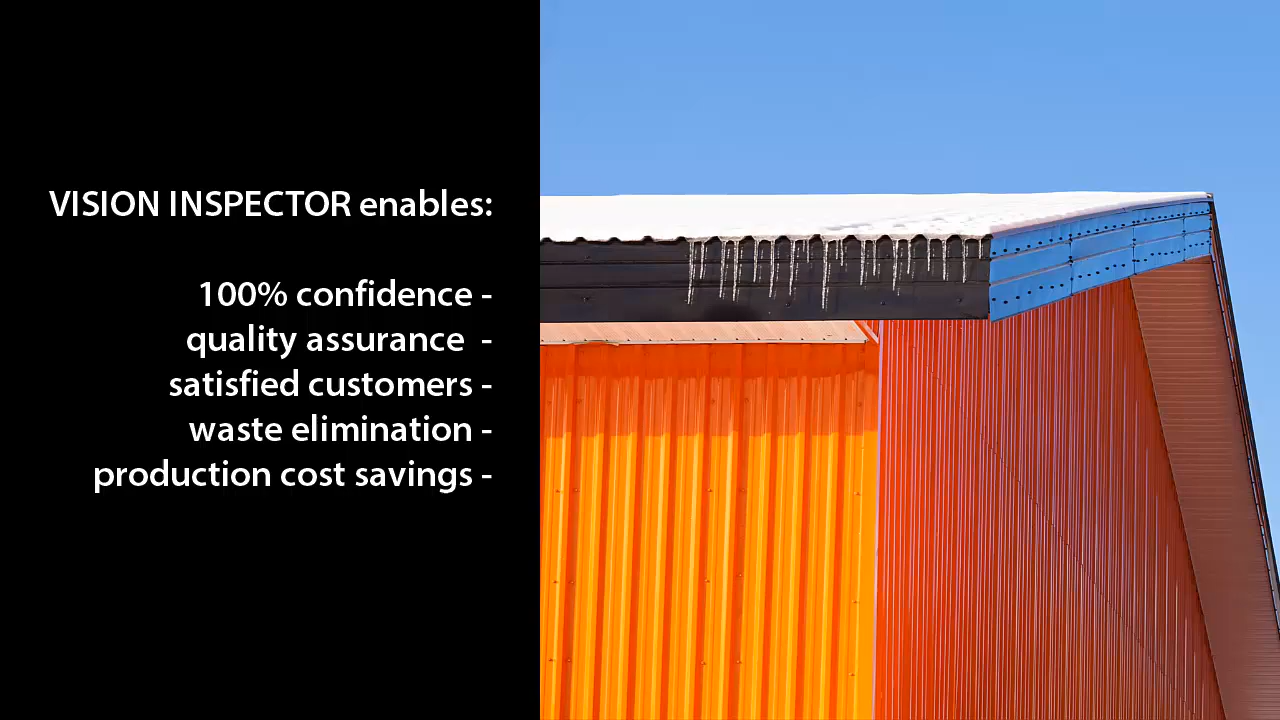 VISION INSPECTOR enables:
100% confidence -
quality assurance  -
satisfied customers -
waste elimination -
production cost savings -